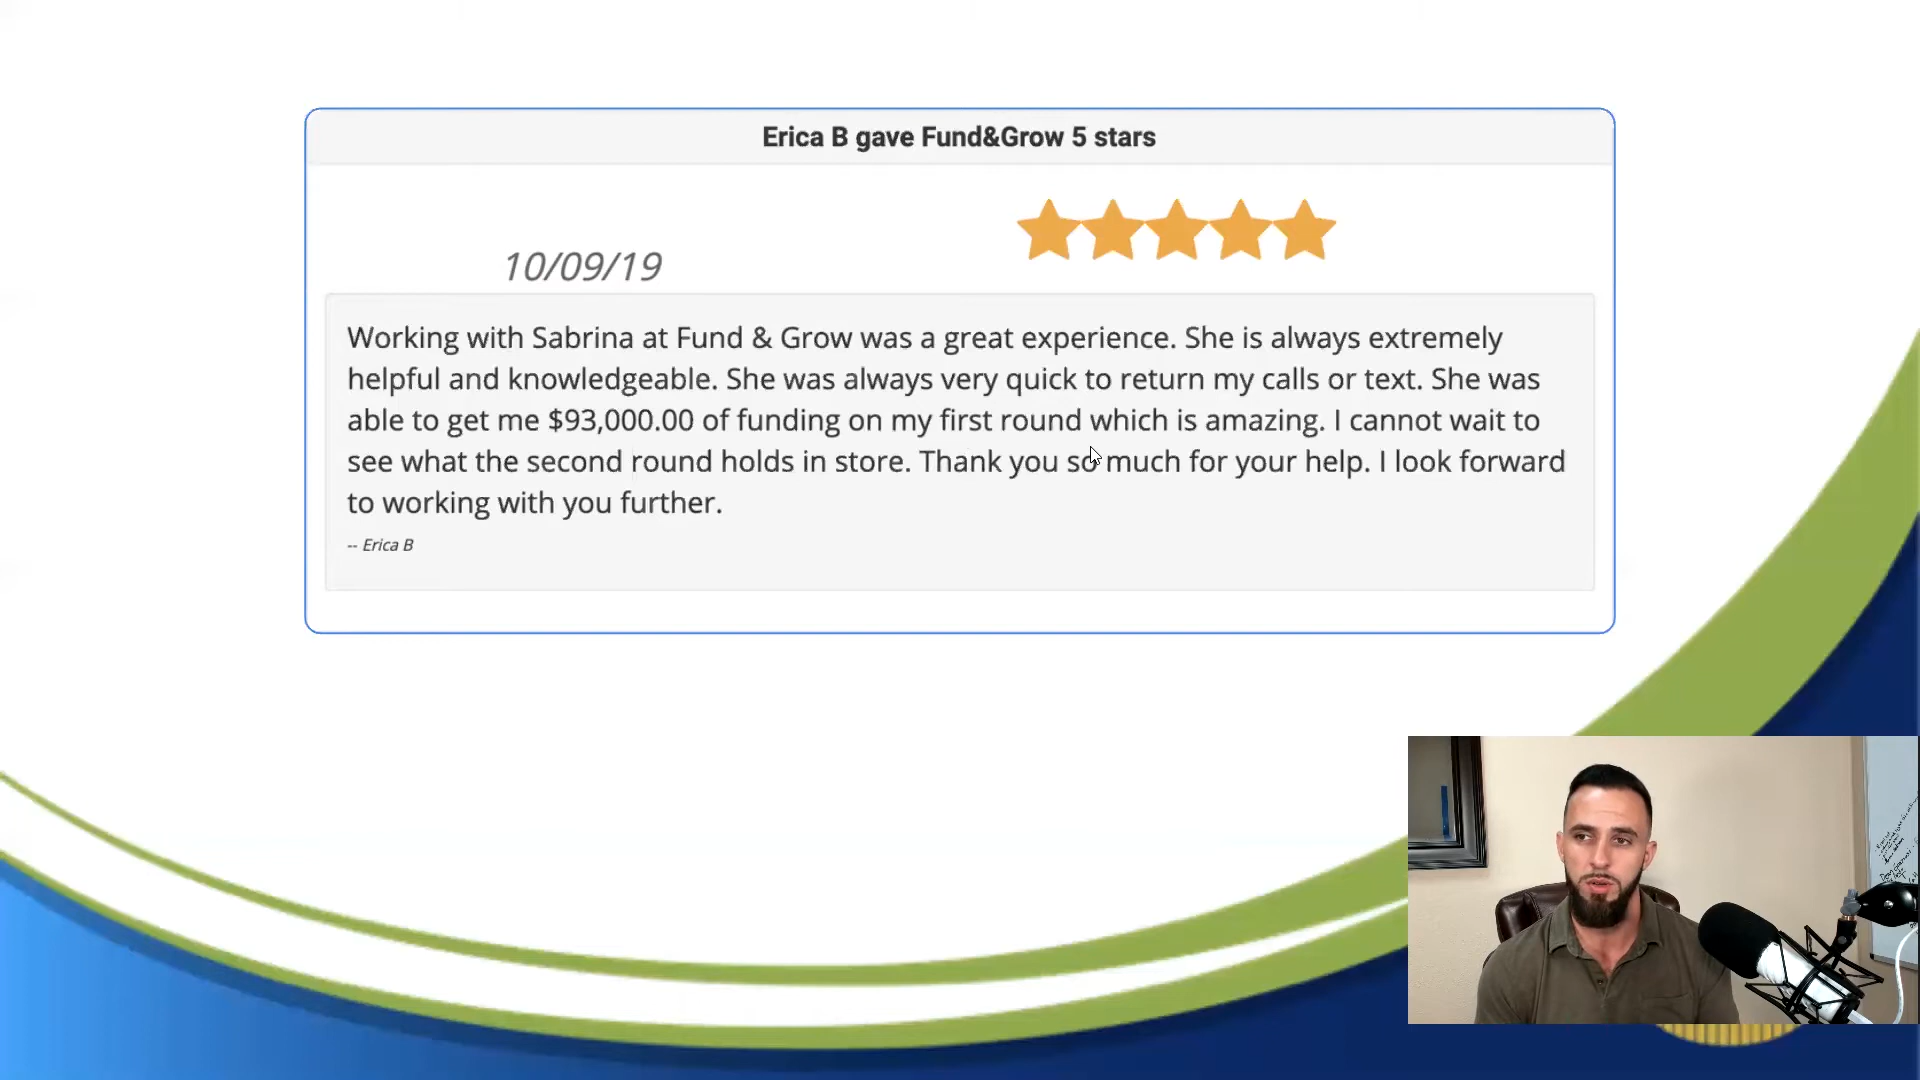 Erica B gave Fund&Grow 5 stars
10/09/19
Working with Sabrina at Fund & Grow was a great experience. She is always extremely
helpful and knowledgeable. She was always very quick to return my calls or text. She was
able to get me $93,000.00 of funding on my first round which is amazing. I cannot wait to
see what the second round holds in store. Thank you so much for your help. I look forward
to working with you further.
-- Erica B